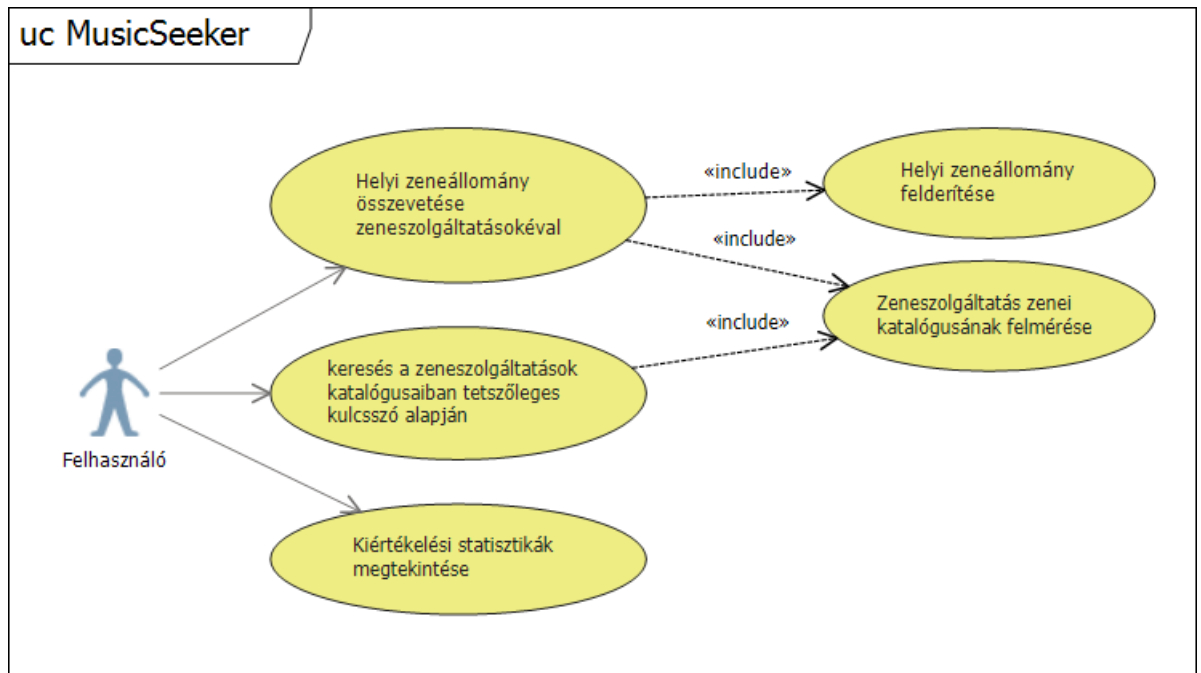 uc MusicSeeker
Helyi zeneállomány
összevetése
zeneszolgáltatásokéval
«include»
Helyi zeneállomány
felderítése
«include»
Zeneszolgáltatás zenei
katalógusának felmérése
«include»
keresés a zeneszolgáltatások
katalógusaiban tetszőleges
kulcsszó alapján
Felhasználó
Kiértékelési statisztikák
megtekintése